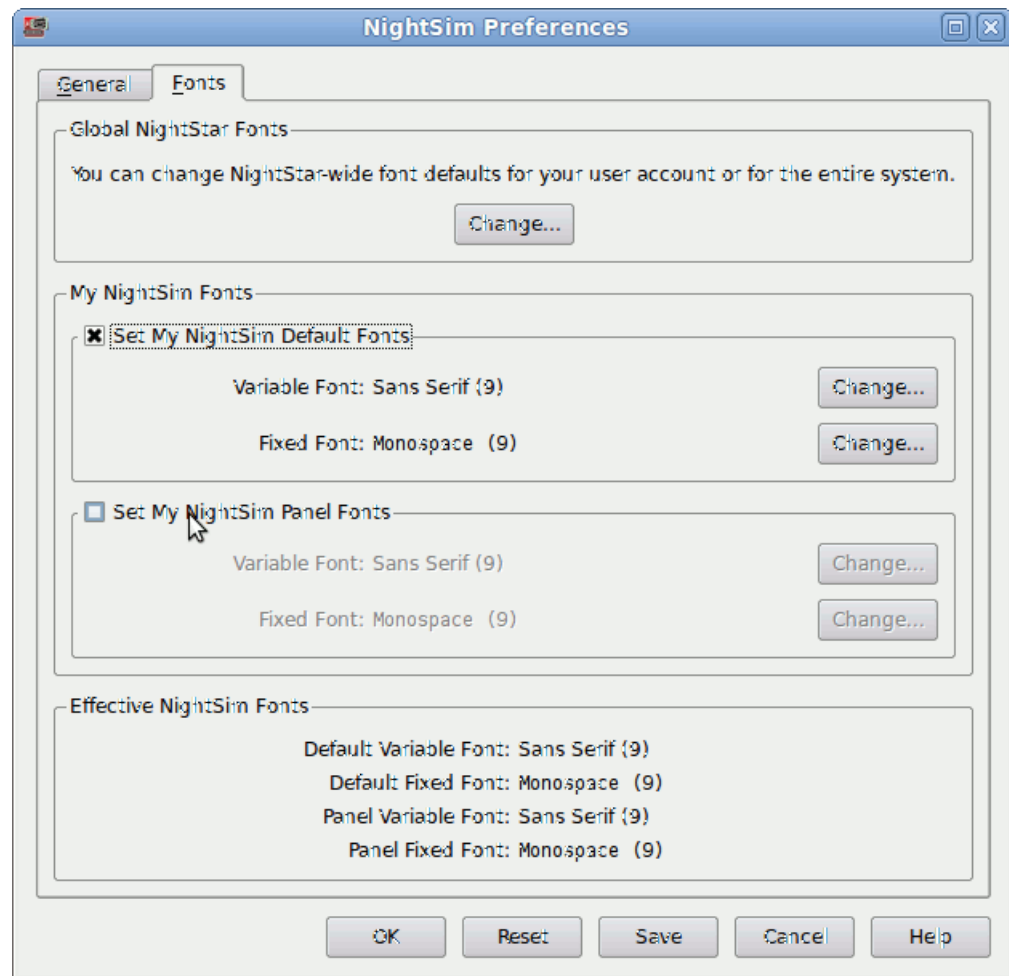 NightSim Preferences
General Fonts
Global NightStar Fonts
You can change NightStar-wide font defaults for your user account or for the entire system.
Change...
My NightSim Fonts
Set My NightSim Default Fonts
Variable Font: Sans Serif (9) Change...
Fixed Font: Monospace (9) Change...
Set My NightSim Panel Fonts
Variable Font: Sans Serif (9) Change...
Fixed Font: Monospace (9) Change...
Effective NightSim Fonts
Default Variable Font: Sans Serif (9)
Default Fixed Font: Monospace (9)
Panel Variable Font: Sans Serif (9)
Panel Fixed Font: Monospace (9)
OK Reset Save Cancel Help